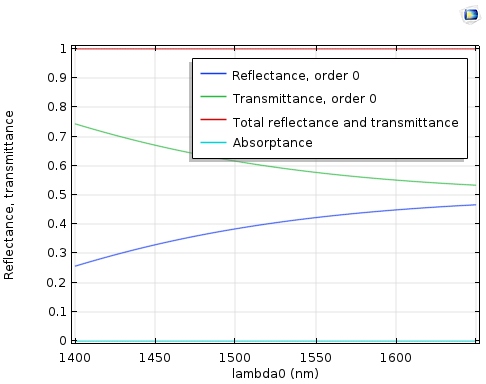 1
0.9
0.8
0.7
0.6
0.5
0.4
0.3
0.2
0.1
0
Reflectance, transmittance
Reflectance, order 0
Transmittance, order 0
Total reflectance and transmittance
Absorptance
1400 1450 1500 1550 1600
lambda0 (nm)